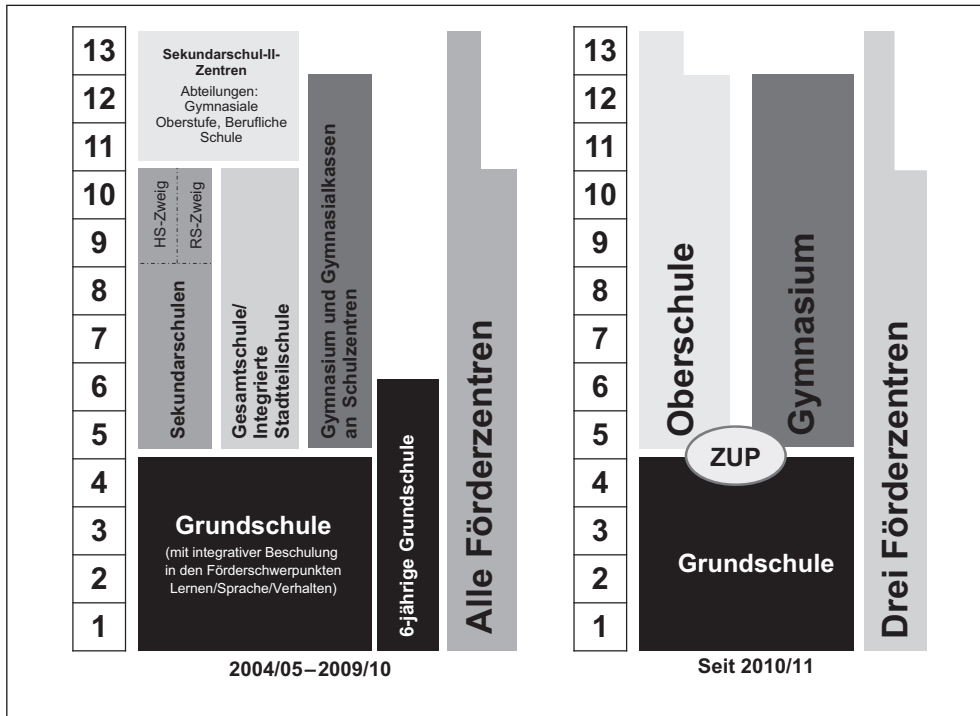 13
12
11
10
9
8
7
6
5
4
3
2
1
Sekundarschul-II-
Zentren
Abteilungen:
Gymnasiale
Oberstufe, Berufliche
Schule
HS-Zweig
RS-Zweig
Sekundarschulen
Gesamtschule/
Integrierte
Stadtteilschule
Gymnasium und Gymnasialkassen
an Schulzentren
Grundschule
(mit integrativer Beschulung
in den Förderschwerpunkten
Lernen/Sprache/Verhalten)
6-jährige Grundschule
Alle Förderzentren
2004/05–2009/10
13
12
11
10
9
8
7
6
5
4
3
2
1
Oberschule
Gymnasium
ZUP
Grundschule
Drei Förderzentren
Seit 2010/11